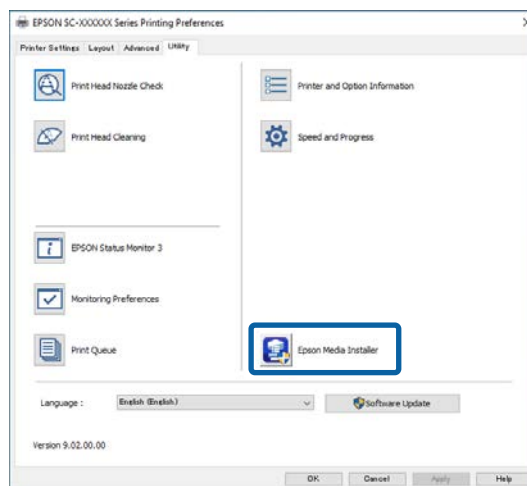 EPSON SC-XXXXXX Series Printing Preferences
Printer Settings Layout Advanced Utility
Print Head Nozzle Check
Printer and Option Information
Print Head Cleaning
Speed and Progress
EPSON Status Monitor 3
Monitoring Preferences
Print Queue
Epson Media Installer
Language : English (English) Software Update
Version 9.02.00.00
OK Cancel Apply Help